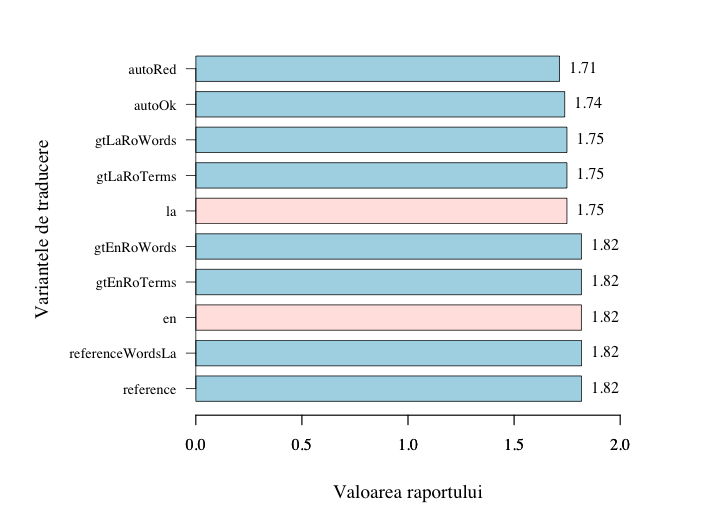 autoRed
1.71
autoOk
1.74
gtLaRoWords
1.75
gtLaRoTerms
1.75
la
1.75
gtEnRoWords
1.82
gtEnRoTerms
1.82
en
1.82
referenceWordsLa
1.82
reference
1.82
Variantele de traducere
0.0 0.5 1.0 1.5 2.0
Valoarea raportului